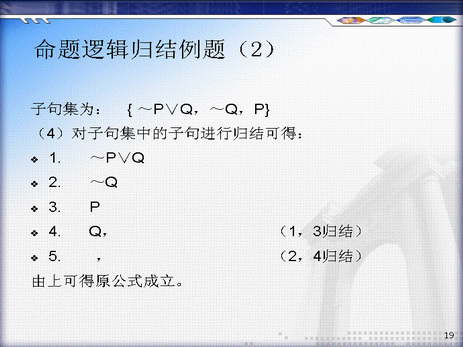 命题逻辑归结例题（2）
子句集为： { ～P∨Q，～Q，P}
（4）对子句集中的子句进行归结可得：
❖ 1. ～P∨Q
❖ 2. ～Q
❖ 3. P
❖ 4. Q， （1，3归结）
❖ 5. ， （2，4归结）
由上可得原公式成立。
19